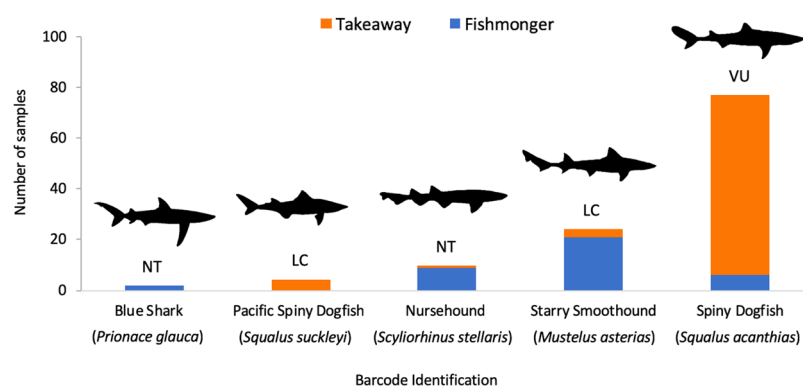 Takeaway Fishmonger
100
80
60
40
20
0
Number of samples
NT
LC
NT
LC
VU
Blue Shark Pacific Spiny Dogfish Nursehound Starry Smoothound Spiny Dogfish
(Prionace glauca) (Squalus suckleyi) (Scyliorhinus stellaris) (Mustelus asterias) (Squalus acanthias)
Barcode Identification